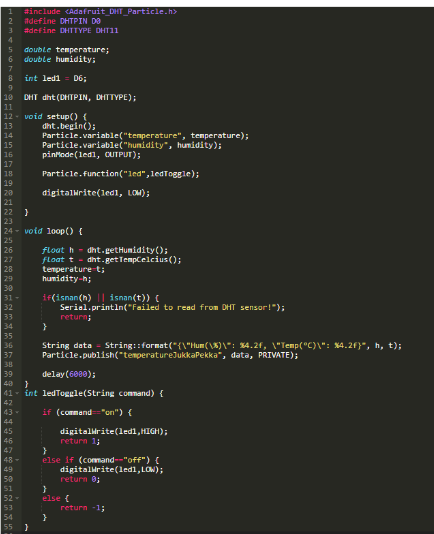 1 #include <Adafruit_DHT_Particle.h>
2 #define DHTPIN D0
3 #define DHTTYPE DHT11
4
5 double temperature;
6 double humidity;
7
8 int led1 = D6;
9
10 DHT dht(DHTPIN, DHTTYPE);
11
12 void setup() {
13 dht.begin();
14 Particle.variable("temperature", temperature);
15 Particle.variable("humidity", humidity);
16 pinMode(led1, OUTPUT);
17
18 Particle.function("led",ledToggle);
19
20 digitalWrite(led1, LOW);
21
22 }
23
24 void loop() {
25
26 float h = dht.getHumidity();
27 float t = dht.getTempCelcius();
28 temperature=t;
29 humidity=h;
30
31 if(isnan(h) || isnan(t)) {
32 Serial.println("Failed to read from DHT sensor!");
33 return;
34 }
35
36 String data = String::format("{\"Hum(\%)\": %4.2f, \"Temp(°C)\": %4.2f}", h, t);
37 Particle.publish("temperatureJukkaPekka", data, PRIVATE);
38
39 delay(6000);
40 }
41 int ledToggle(String command) {
42
43 if (command=="on") {
44
45 digitalWrite(led1,HIGH);
46 return 1;
47 }
48 else if (command=="off") {
49 digitalWrite(led1,LOW);
50 return 0;
51 }
52 else {
53 return -1;
54 }
55 }